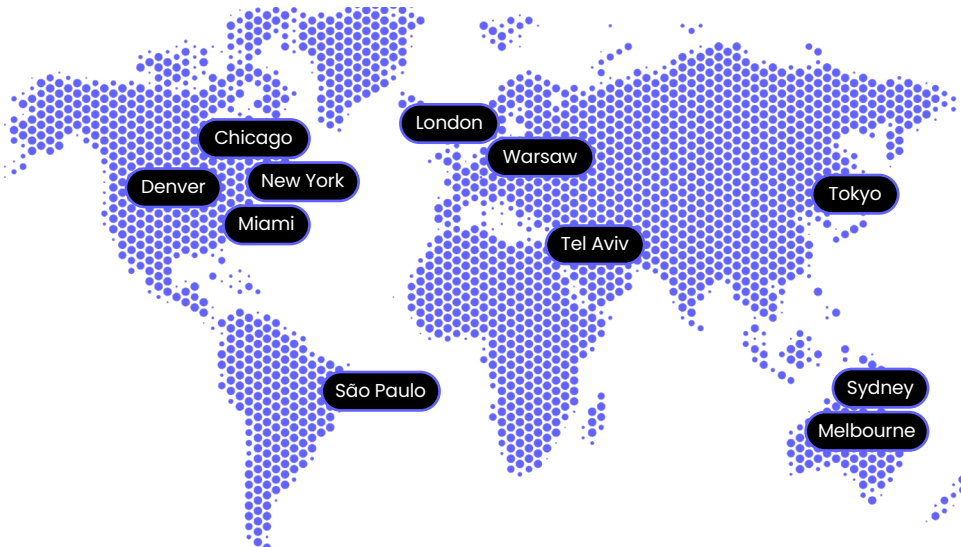 London
Chicago
Warsaw
New York
Denver
Tokyo
Miami
Tel Aviv
Sydney
São Paulo
Melbourne